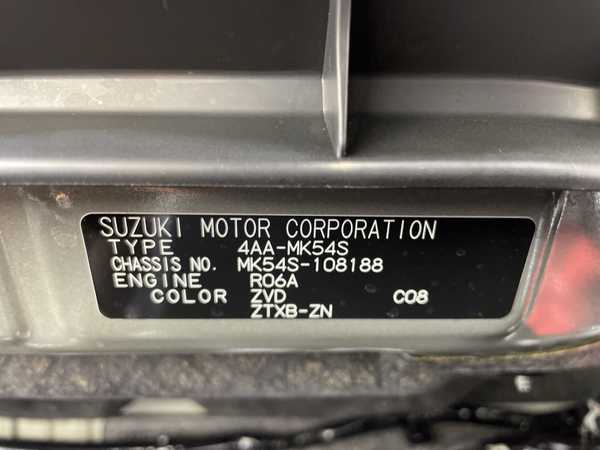 SUZUKI MOTOR CORPORATION
TYPE 4AA-MK54S
CHASSIS NO. MK54S-108188
ENGINE R06A
COLOR ZVD C08
ZTXB-ZN